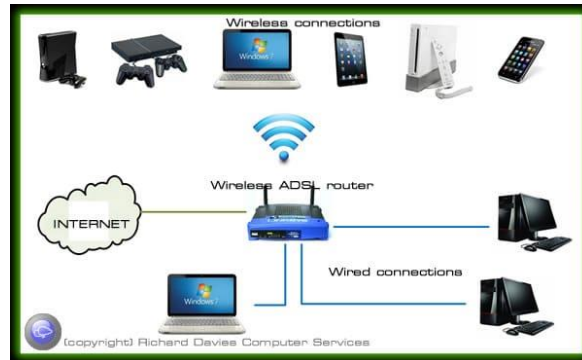 Wireless connections
Windows 7
Wireless ADSL router
INTERNET
Wired connections
Windows 7
(copyright) Richard Davies Computer Services